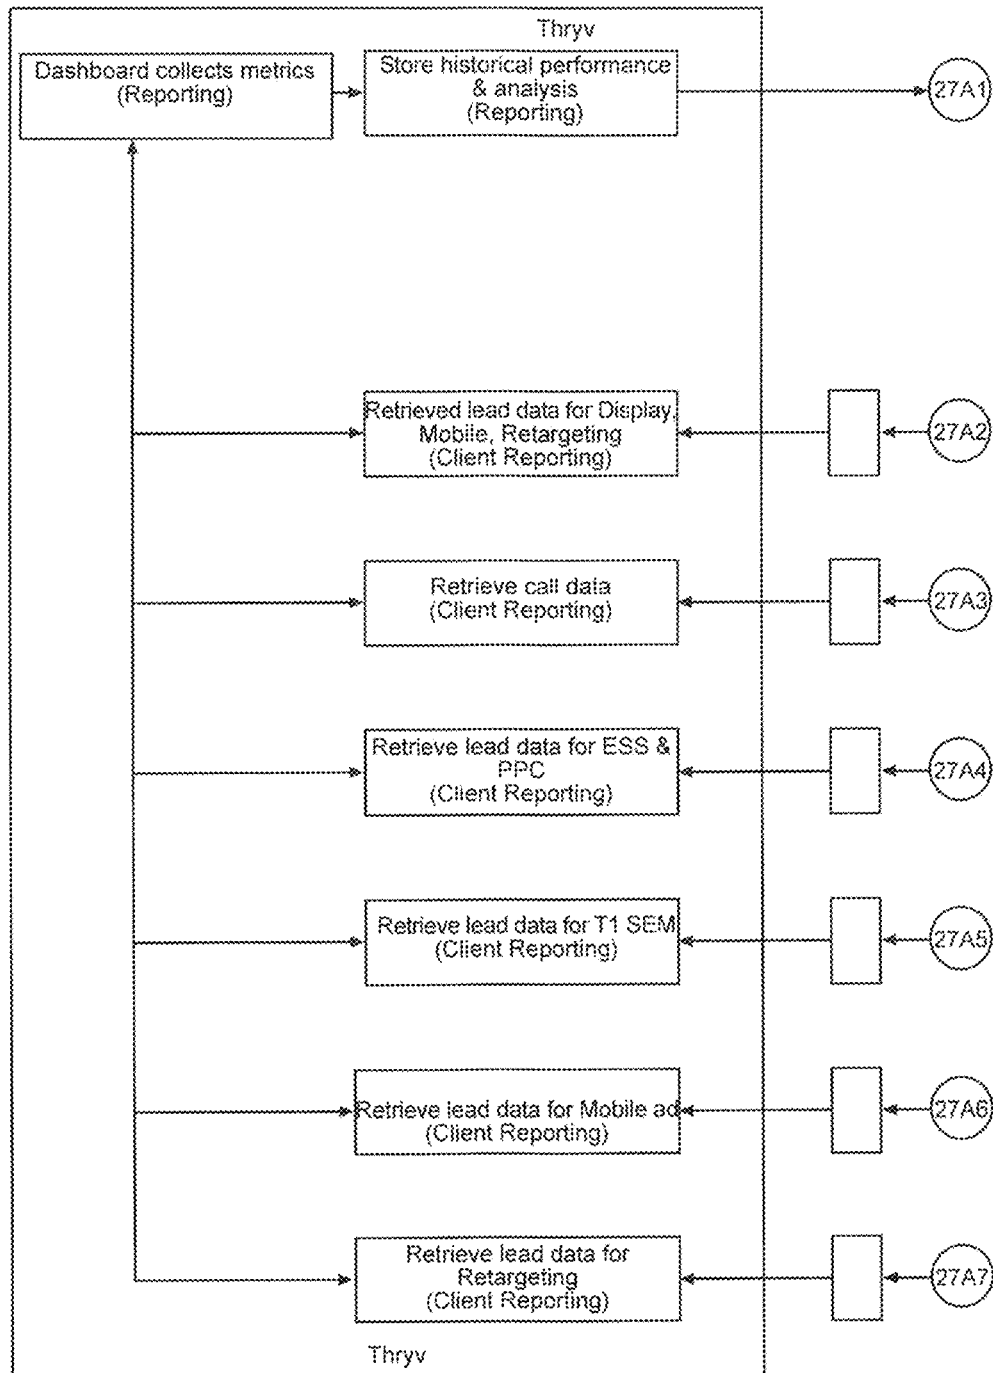 Thryv
Dashboard collects metrics
(Reporting)
Store historical performance
& analysis
(Reporting)
27A1
Retrieved lead data for Display,
Mobile, Retargeting
(Client Reporting)
27A2
Retrieve call data
(Client Reporting)
27A3
Retrieve lead data for ESS &
PPC
(Client Reporting)
27A4
Retrieve lead data for T1 SEM
(Client Reporting)
27A5
Retrieve lead data for Mobile ad
(Client Reporting)
27A6
Retrieve lead data for
Retargeting
(Client Reporting)
27A7
Thryv